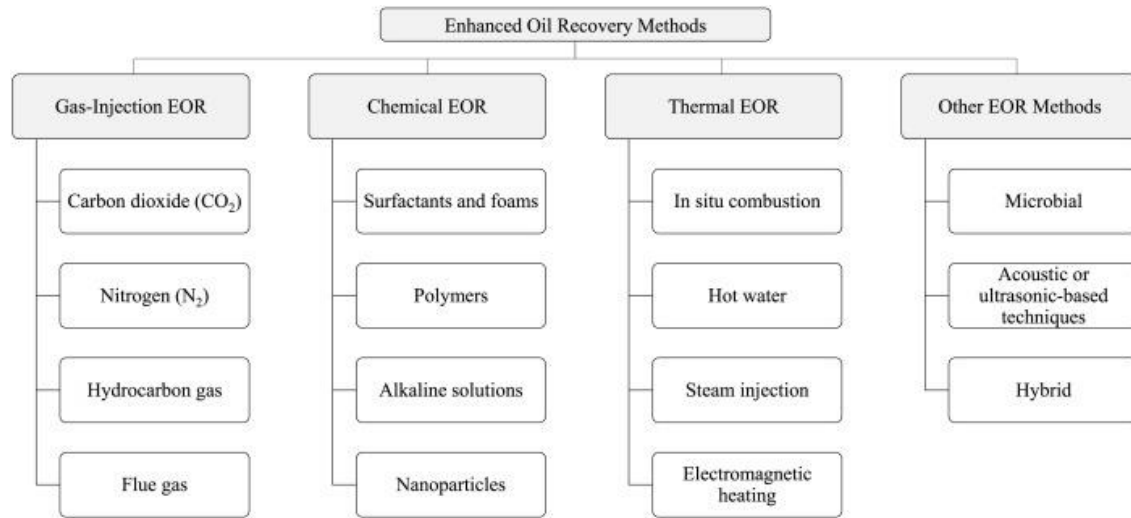 Enhanced Oil Recovery Methods
Gas-Injection EOR
Carbon dioxide (CO₂)
Nitrogen (N₂)
Hydrocarbon gas
Flue gas
Chemical EOR
Surfactants and foams
Polymers
Alkaline solutions
Nanoparticles
Thermal EOR
In situ combustion
Hot water
Steam injection
Electromagnetic
heating
Other EOR Methods
Microbial
Acoustic or
ultrasonic-based
techniques
Hybrid